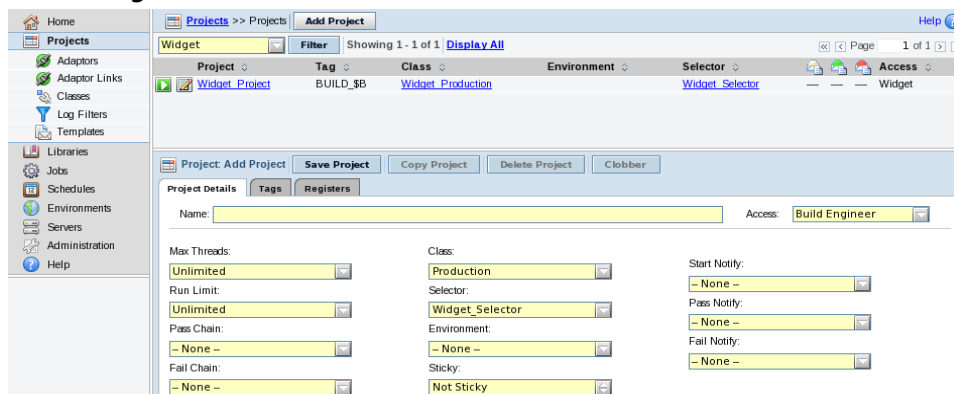 Home
Projects
Adaptors
Adaptor Links
Classes
Log Filters
Templates
Libraries
Jobs
12
Schedules
Environments
Servers
Administration
? Help
Projects >> Projects Add Project Help
Widget Filter Showing 1 - 1 of 1 Display All Page 1 of 1
Project Tag Class Environment Selector Access
Widget_Project BUILD_$B Widget_Production Widget_Selector — — — Widget
Project: Add Project Save Project Copy Project Delete Project Clobber
Project Details Tags Registers
Name: Access: Build Engineer
Max Threads:
Unlimited
Run Limit:
Unlimited
Pass Chain:
– None –
Fail Chain:
– None –
Class:
Production
Selector:
Widget_Selector
Environment:
– None –
Sticky:
Not Sticky
Start Notify:
– None –
Pass Notify:
– None –
Fail Notify:
– None –